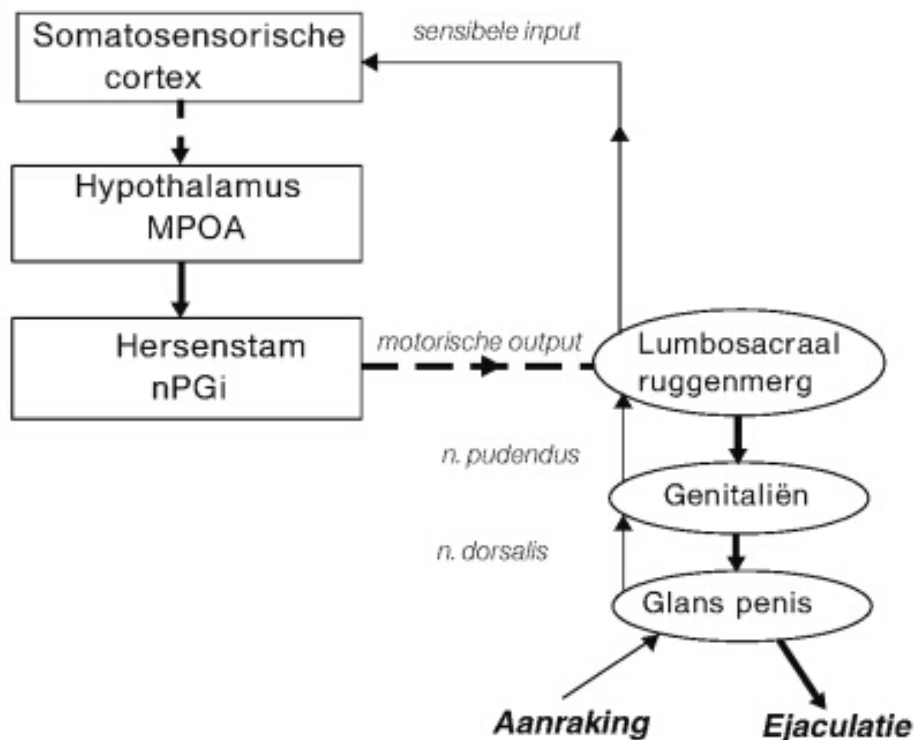 Somatosensorische
cortex
sensibele input
Hypothalamus
MPOA
Hersenstam
nPGi
motorische output
Lumbosacraal
ruggenmerg
n. pudendus
Genitaliën
n. dorsalis
Glans penis
Aanraking
Ejaculatie